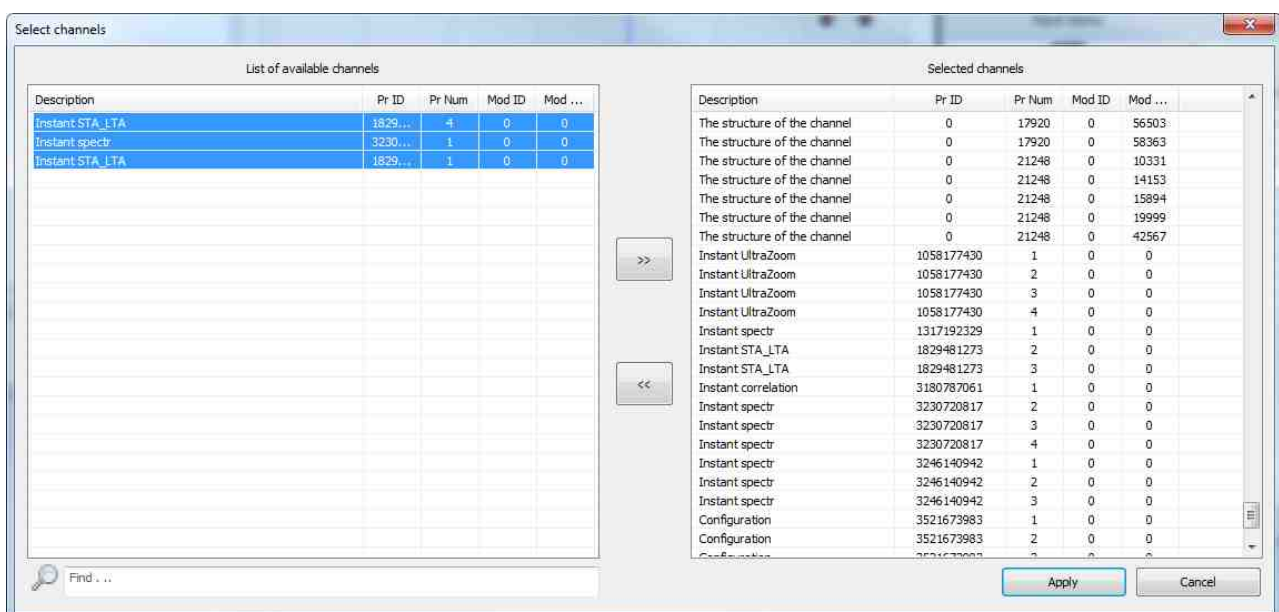 Select channels
List of available channels
Description Pr ID Pr Num Mod ID Mod ...
Instant STA_LTA 1829... 4 0 0
Instant spectr 3230... 1 0 0
Instant STA_LTA 1829... 1 0 0
>>
<<
Find . ..
Selected channels
Description Pr ID Pr Num Mod ID Mod ...
The structure of the channel 0 17920 0 56503
The structure of the channel 0 17920 0 58363
The structure of the channel 0 21248 0 10331
The structure of the channel 0 21248 0 14153
The structure of the channel 0 21248 0 15894
The structure of the channel 0 21248 0 19999
The structure of the channel 0 21248 0 42567
Instant UltraZoom 1058177430 1 0 0
Instant UltraZoom 1058177430 2 0 0
Instant UltraZoom 1058177430 3 0 0
Instant UltraZoom 1058177430 4 0 0
Instant spectr 1317192329 1 0 0
Instant STA_LTA 1829481273 2 0 0
Instant STA_LTA 1829481273 3 0 0
Instant correlation 3180787061 1 0 0
Instant spectr 3230720817 2 0 0
Instant spectr 3230720817 3 0 0
Instant spectr 3230720817 4 0 0
Instant spectr 3246140942 1 0 0
Instant spectr 3246140942 2 0 0
Instant spectr 3246140942 3 0 0
Configuration 3521673983 1 0 0
Configuration 3521673983 2 0 0
Apply Cancel